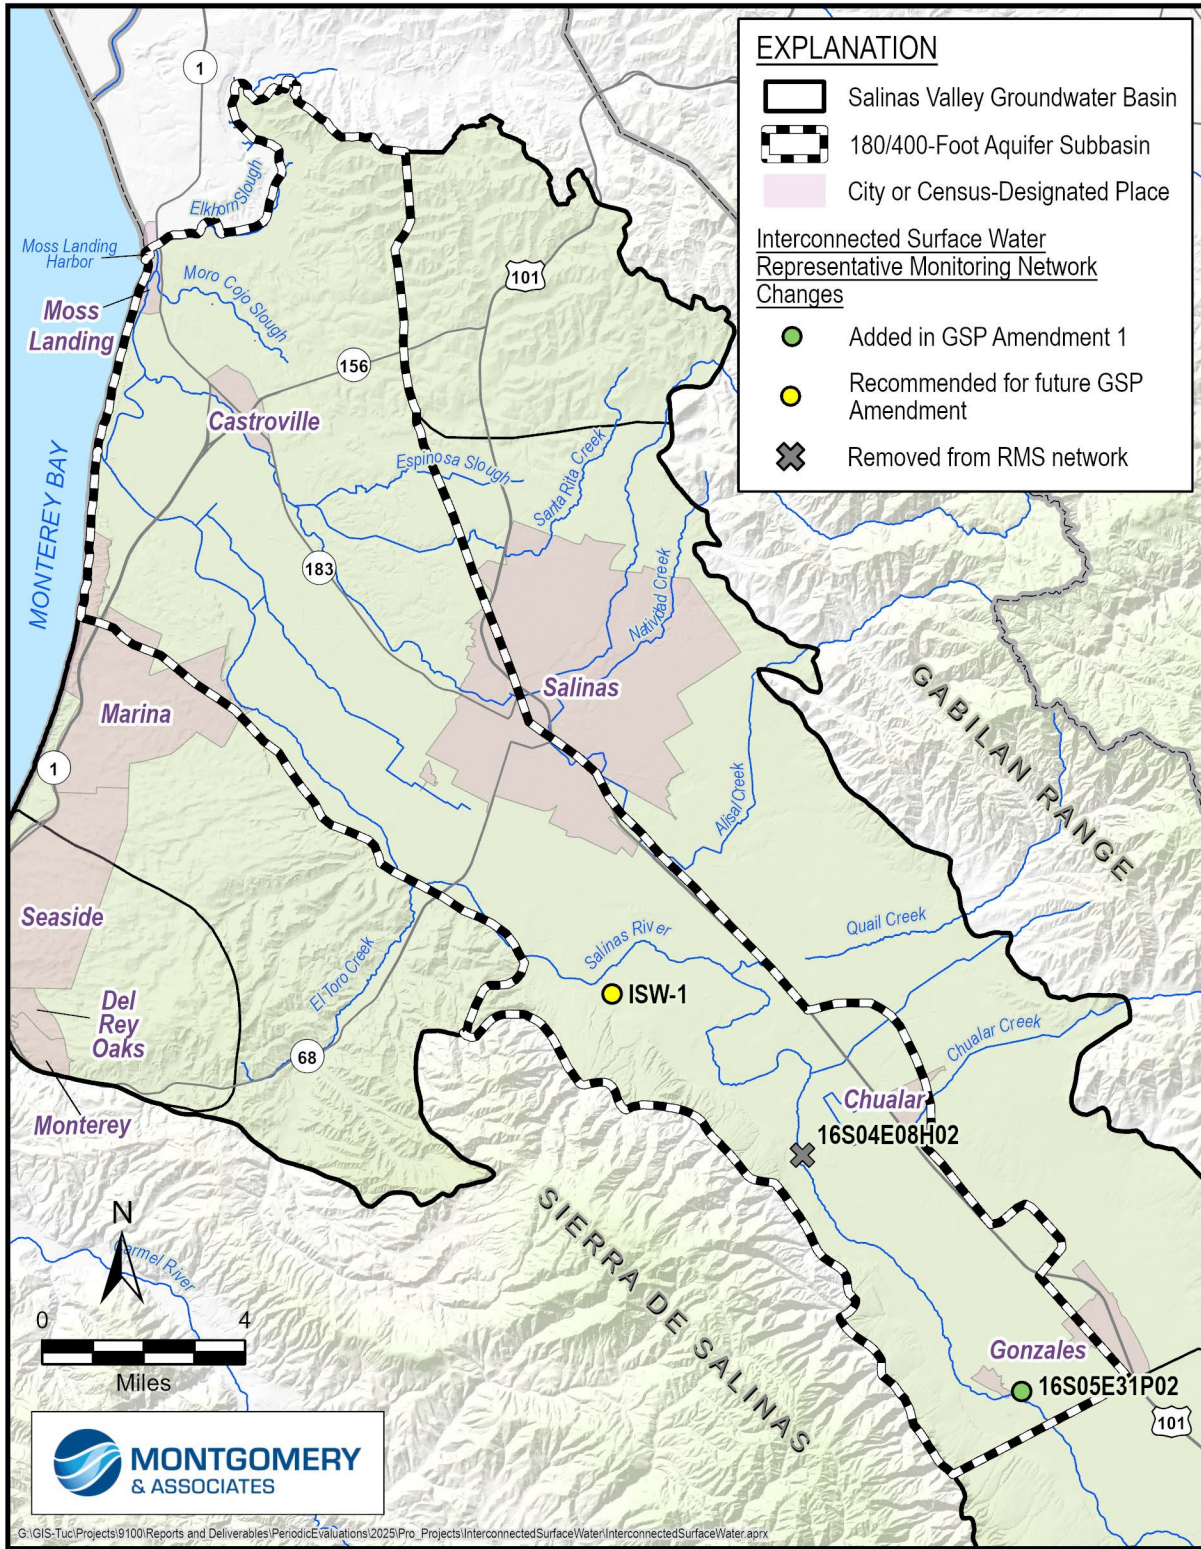 EXPLANATION
Salinas Valley Groundwater Basin
180/400-Foot Aquifer Subbasin
City or Census-Designated Place
Interconnected Surface Water
Representative Monitoring Network
Changes
Added in GSP Amendment 1
Recommended for future GSP
Amendment
Removed from RMS network
1
Elkhorn Slough
Moss Landing
Harbor
Moss
Landing
Moro Cojo Slough
101
156
Castroville
Espinosa Slough
Santa Rita Creek
MONTEREY BAY
183
Natividad Creek
Salinas
Marina
GABILAN RANGE
1
Alisal Creek
Seaside
Quail Creek
Salinas River
El Toro Creek
ISW-1
Del
Rey
Oaks
Chualar Creek
68
Chualar
Monterey
16S04E08H02
SIERRA DE SALINAS
N
Carmel River
0
4
Miles
Gonzales
16S05E31P02
101
MONTGOMERY
& ASSOCIATES
G:\GIS-Tuc\Projects\9100\Reports and Deliverables\PeriodicEvaluations\2025\Pro_Projects\InterconnectedSurfaceWater\InterconnectedSurfaceWater.aprx